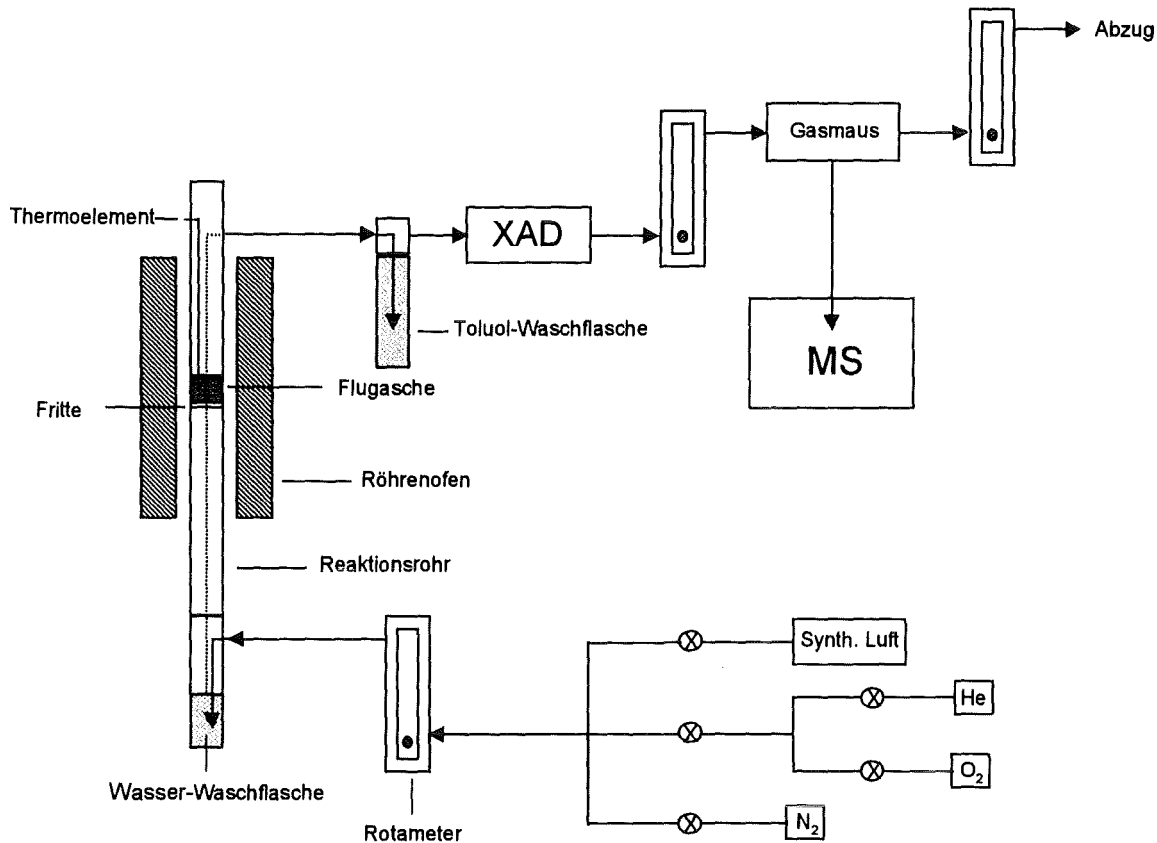 Abzug
Gasmaus
Thermoelement
XAD
Toluol-Waschflasche
MS
Flugasche
Fritte
Röhrenofen
Reaktionsrohr
Synth. Luft
He
O₂
Wasser-Waschflasche
N₂
Rotameter